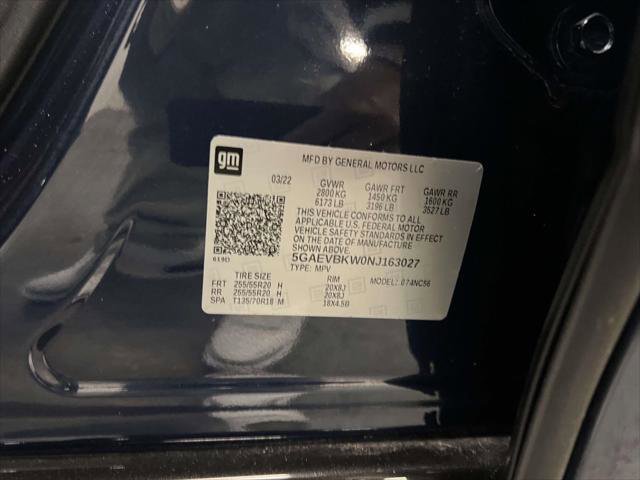 gm
MFD BY GENERAL MOTORS LLC
03/22
GVWR GAWR FRT GAWR RR
2800 KG 1450 KG 1600 KG
6173 LB 3196 LB 3527 LB
THIS VEHICLE CONFORMS TO ALL
APPLICABLE U.S. FEDERAL MOTOR
VEHICLE SAFETY STANDARDS IN EFFECT
ON THE DATE OF MANUFACTURE SHOWN ABOVE.
5GAEVBKW0NJ163027
619D
TYPE: MPV
TIRE SIZE RIM MODEL: 074NC56
FRT 255/55R20 H 20X8J
RR 255/55R20 H 20X8J
SPA T135/70R18 M 18X4.5B